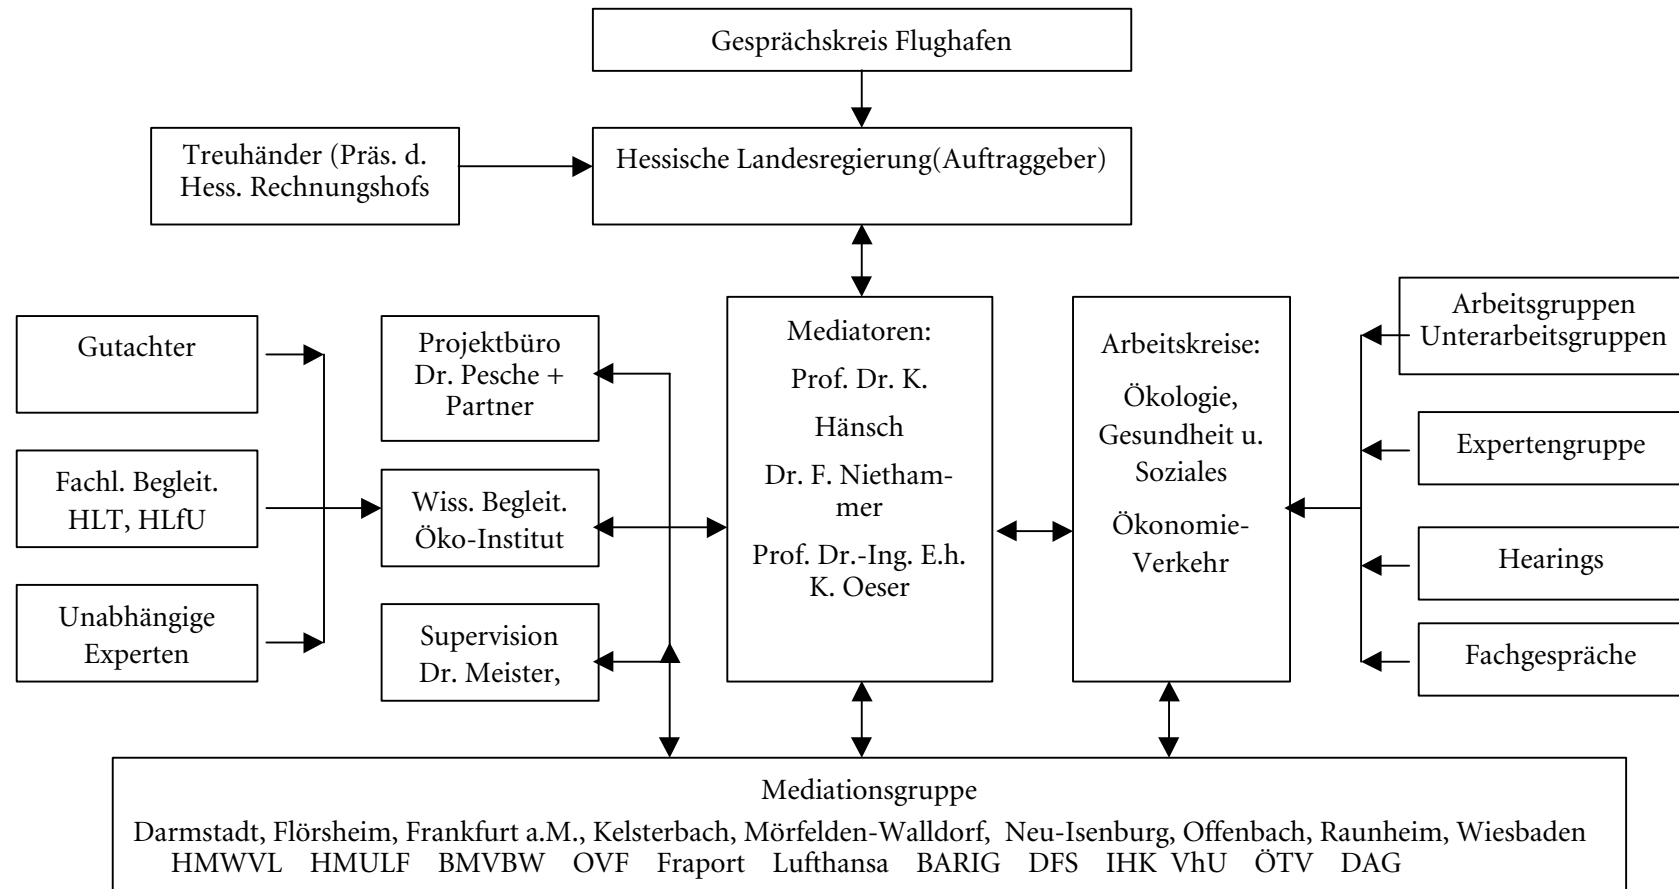 Gesprächskreis Flughafen
Treuhänder (Präs. d.
Hess. Rechnungshofs
Hessische Landesregierung(Auftraggeber)
Gutachter
Fachl. Begleit.
HLT, HLfU
Unabhängige
Experten
Projektbüro
Dr. Pesche +
Partner
Wiss. Begleit.
Öko-Institut
Supervision
Dr. Meister,
Mediatoren:
Prof. Dr. K.
Hänsch
Dr. F. Nietham-
mer
Prof. Dr.-Ing. E.h.
K. Oeser
Arbeitskreise:
Ökologie,
Gesundheit u.
Soziales
Ökonomie-
Verkehr
Arbeitsgruppen
Unterarbeitsgruppen
Expertengruppe
Hearings
Fachgespräche
Mediationsgruppe
Darmstadt, Flörsheim, Frankfurt a.M., Kelsterbach, Mörfelden-Walldorf, Neu-Isenburg, Offenbach, Raunheim, Wiesbaden
HMWVL HMULF BMVBW OVF Fraport Lufthansa BARIG DFS IHK VhU ÖTV DAG